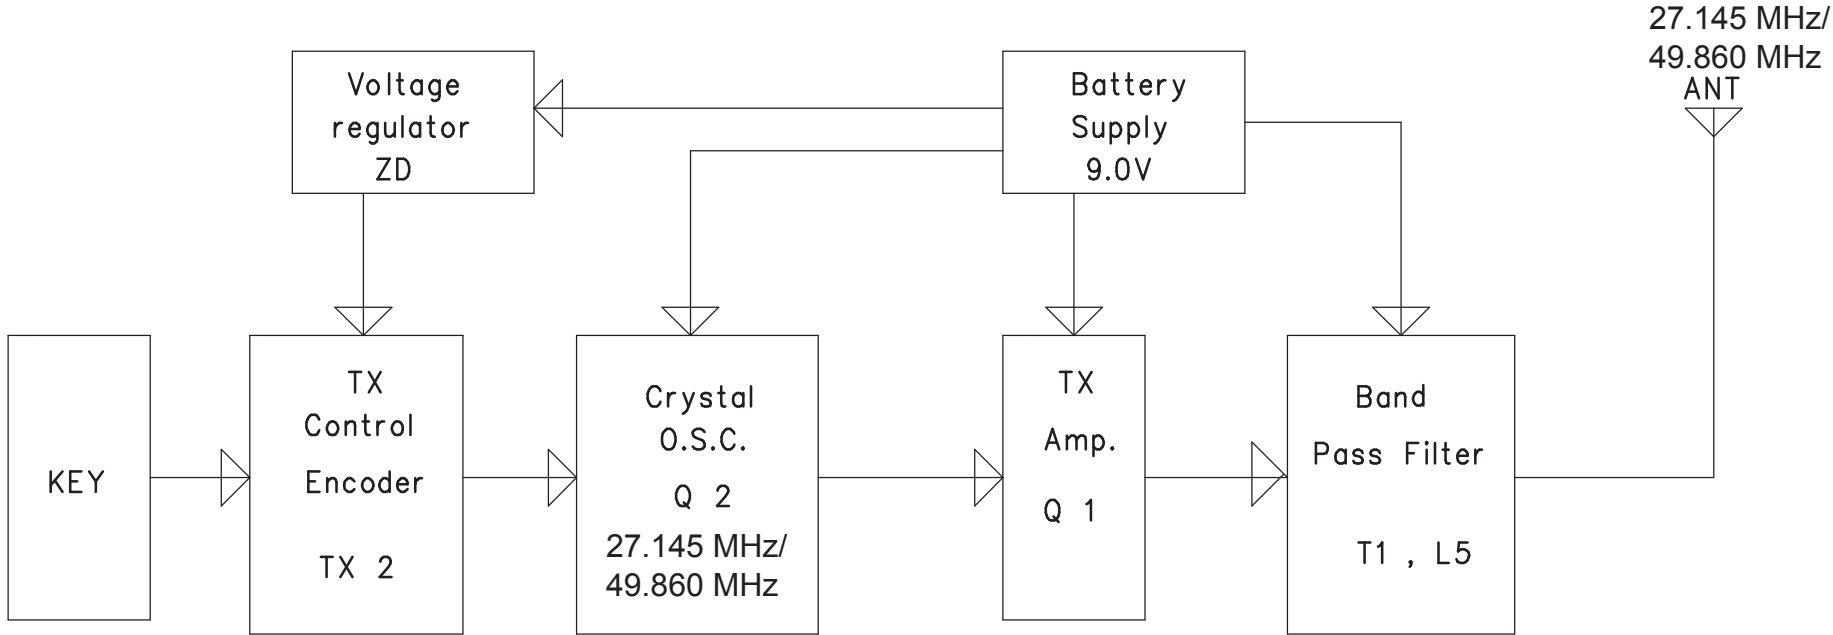 27.145 MHz/
49.860 MHz
ANT
Voltage
regulator
ZD
Battery
Supply
9.0V
KEY
TX
Control
Encoder
TX 2
Crystal
O.S.C.
Q 2
27.145 MHz/
49.860 MHz
TX
Amp.
Q 1
Band
Pass Filter
T1 , L5